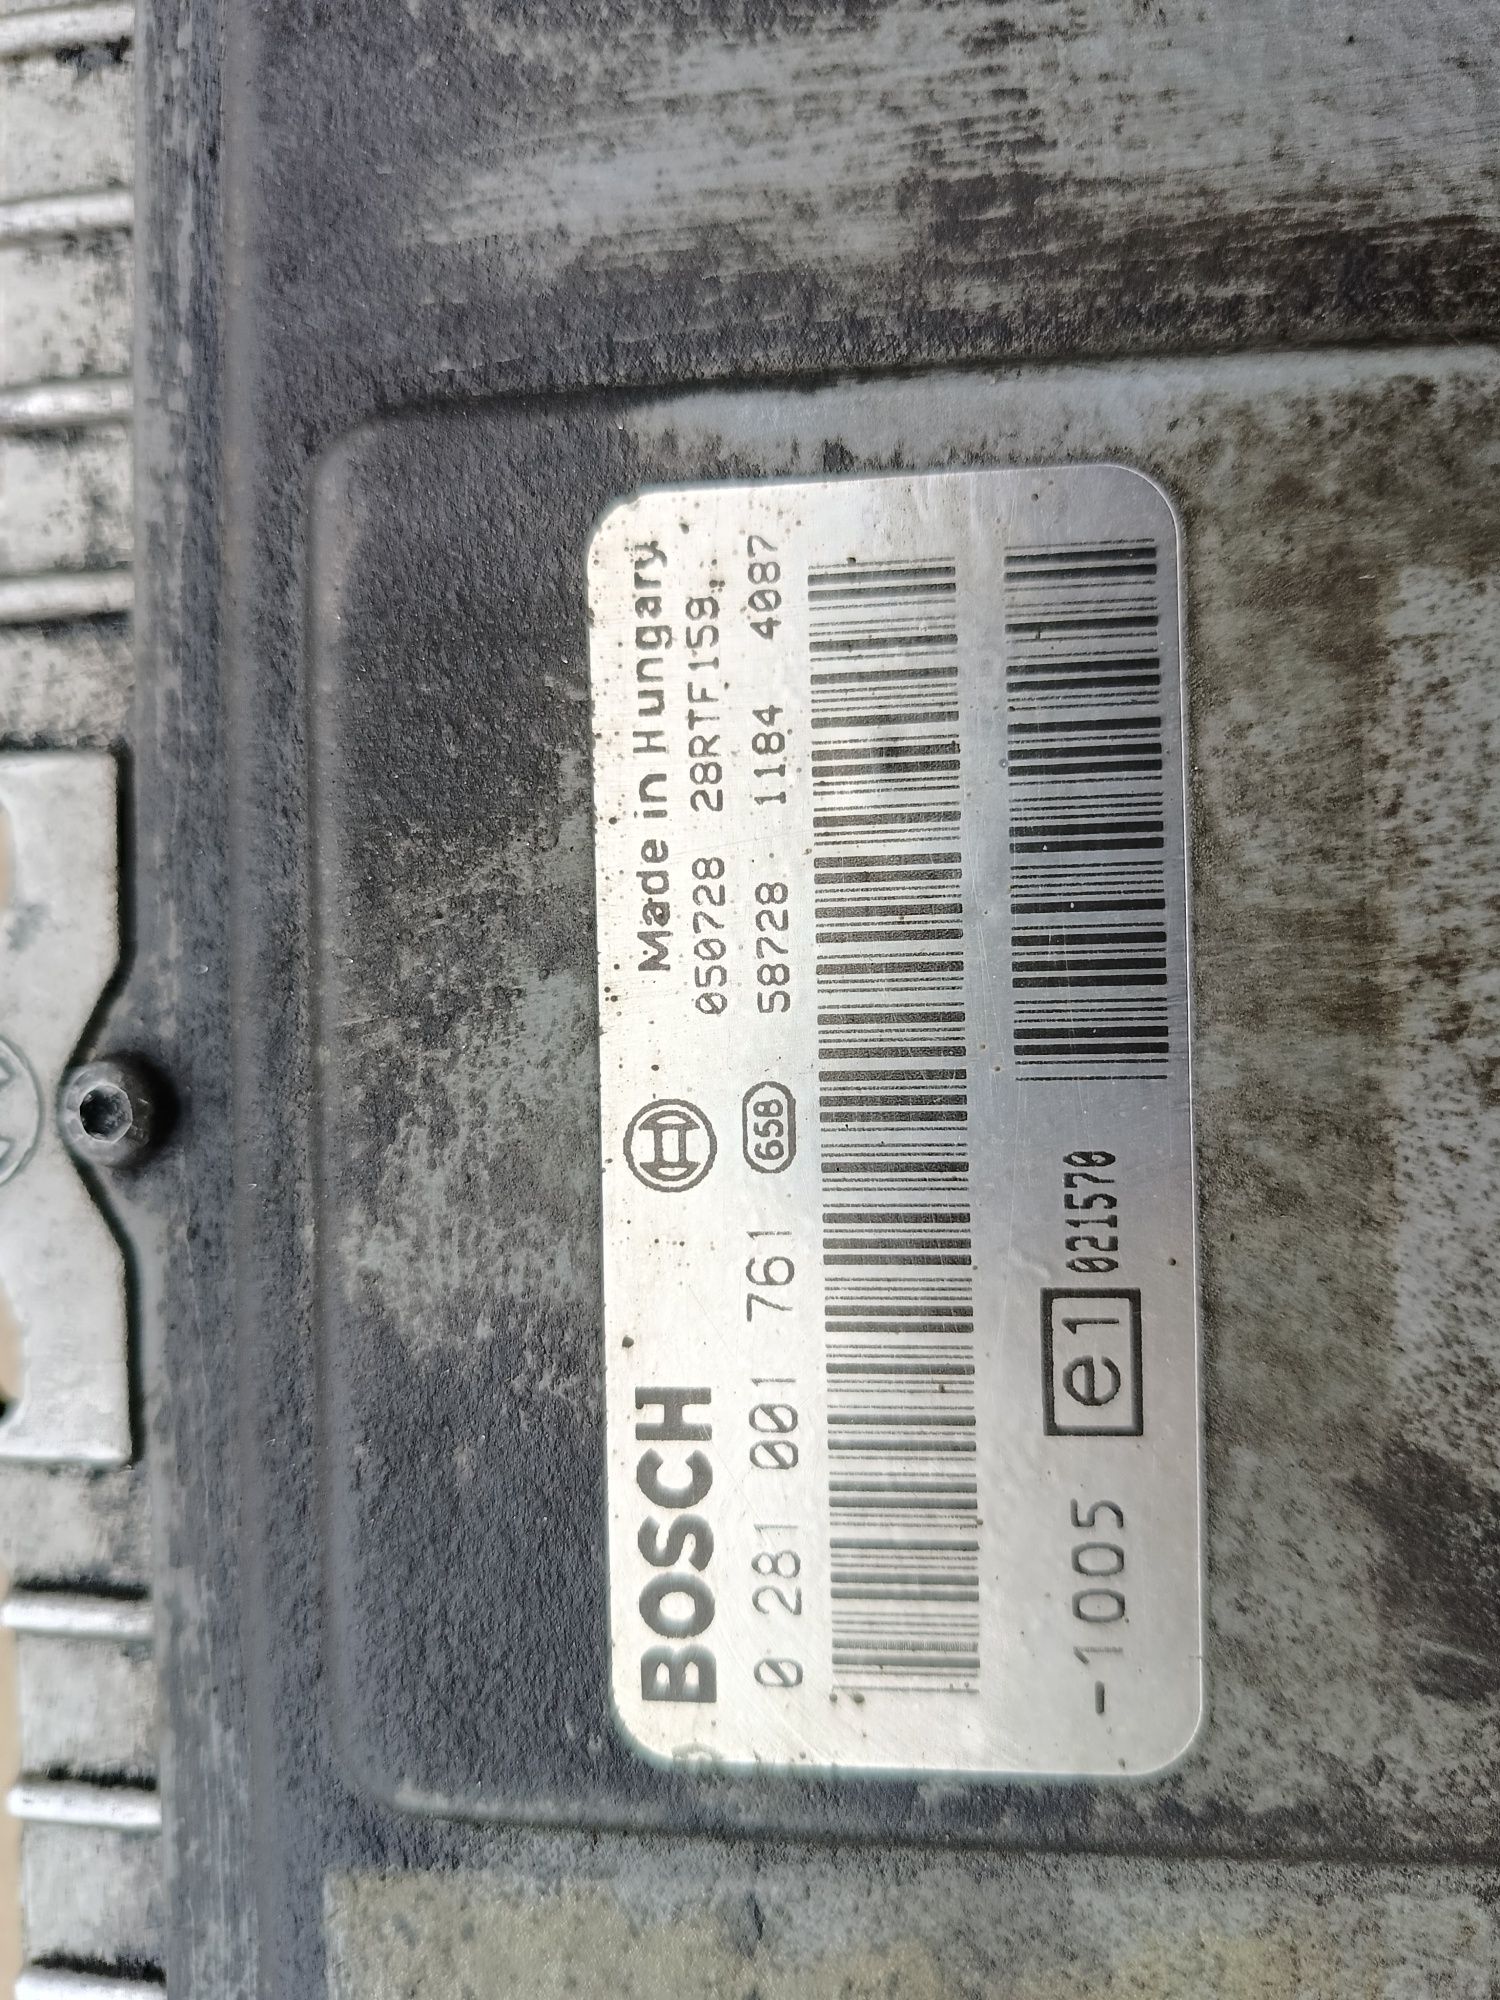 BOSCH
Made in Hungary
050728 28RTF159
0 281 001 761
658
58728 1184 4087
-1005
e1
021570